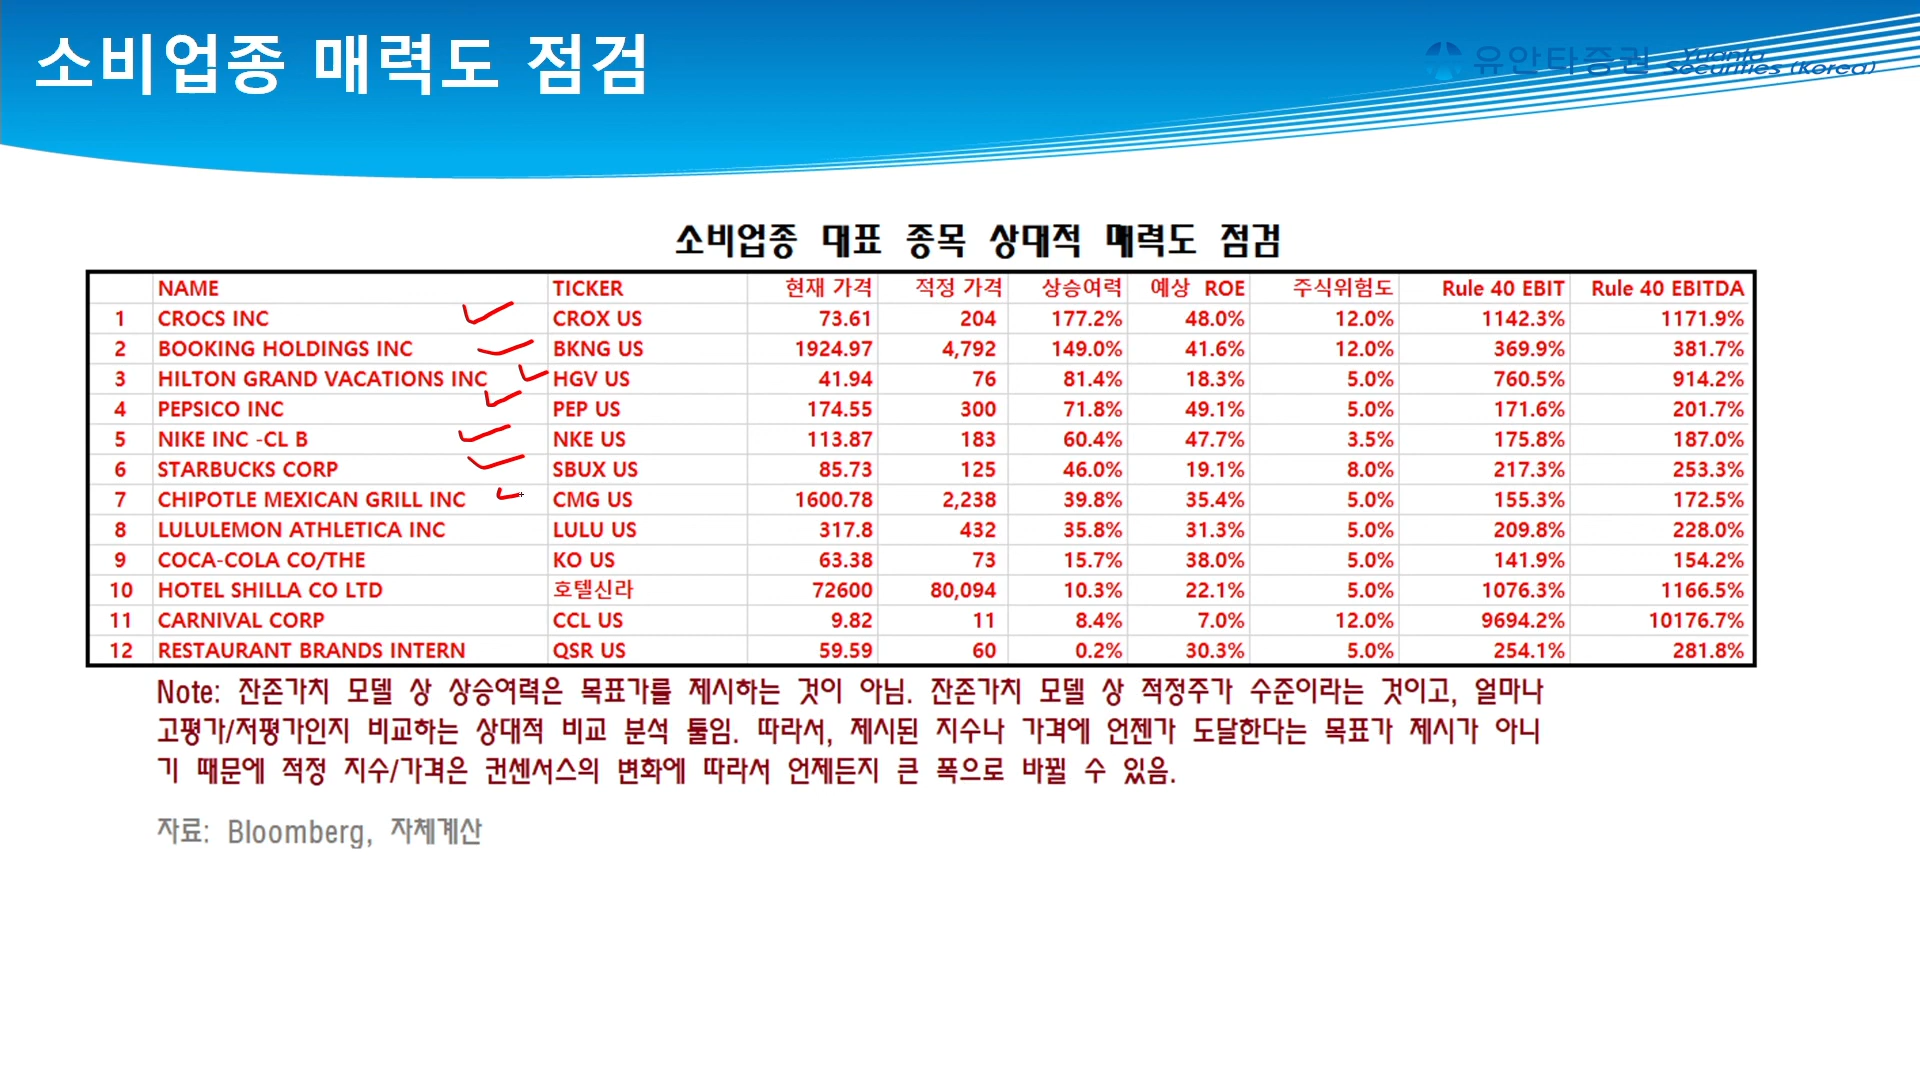 소비업종 매력도 점검
유안타증권 Yuanta Securities (Korea)
소비업종 대표 종목 상대적 매력도 점검
NAME TICKER 현재 가격 적정 가격 상승여력 예상 ROE 주식위험도 Rule 40 EBIT Rule 40 EBITDA
1 CROCS INC CROX US 73.61 204 177.2% 48.0% 12.0% 1142.3% 1171.9%
2 BOOKING HOLDINGS INC BKNG US 1924.97 4,792 149.0% 41.6% 12.0% 369.9% 381.7%
3 HILTON GRAND VACATIONS INC HGV US 41.94 76 81.4% 18.3% 5.0% 760.5% 914.2%
4 PEPSICO INC PEP US 174.55 300 71.8% 49.1% 5.0% 171.6% 201.7%
5 NIKE INC -CL B NKE US 113.87 183 60.4% 47.7% 3.5% 175.8% 187.0%
6 STARBUCKS CORP SBUX US 85.73 125 46.0% 19.1% 8.0% 217.3% 253.3%
7 CHIPOTLE MEXICAN GRILL INC CMG US 1600.78 2,238 39.8% 35.4% 5.0% 155.3% 172.5%
8 LULULEMON ATHLETICA INC LULU US 317.8 432 35.8% 31.3% 5.0% 209.8% 228.0%
9 COCA-COLA CO/THE KO US 63.38 73 15.7% 38.0% 5.0% 141.9% 154.2%
10 HOTEL SHILLA CO LTD 호텔신라 72600 80,094 10.3% 22.1% 5.0% 1076.3% 1166.5%
11 CARNIVAL CORP CCL US 9.82 11 8.4% 7.0% 12.0% 9694.2% 10176.7%
12 RESTAURANT BRANDS INTERN QSR US 59.59 60 0.2% 30.3% 5.0% 254.1% 281.8%
Note: 잔존가치 모델 상 상승여력은 목표가를 제시하는 것이 아님. 잔존가치 모델 상 적정주가 수준이라는 것이고, 얼마나
고평가/저평가인지 비교하는 상대적 비교 분석 툴임. 따라서, 제시된 지수나 가격에 언젠가 도달한다는 목표가 제시가 아니
기 때문에 적정 지수/가격은 컨센서스의 변화에 따라서 언제든지 큰 폭으로 바뀔 수 있음.
자료: Bloomberg, 자체계산